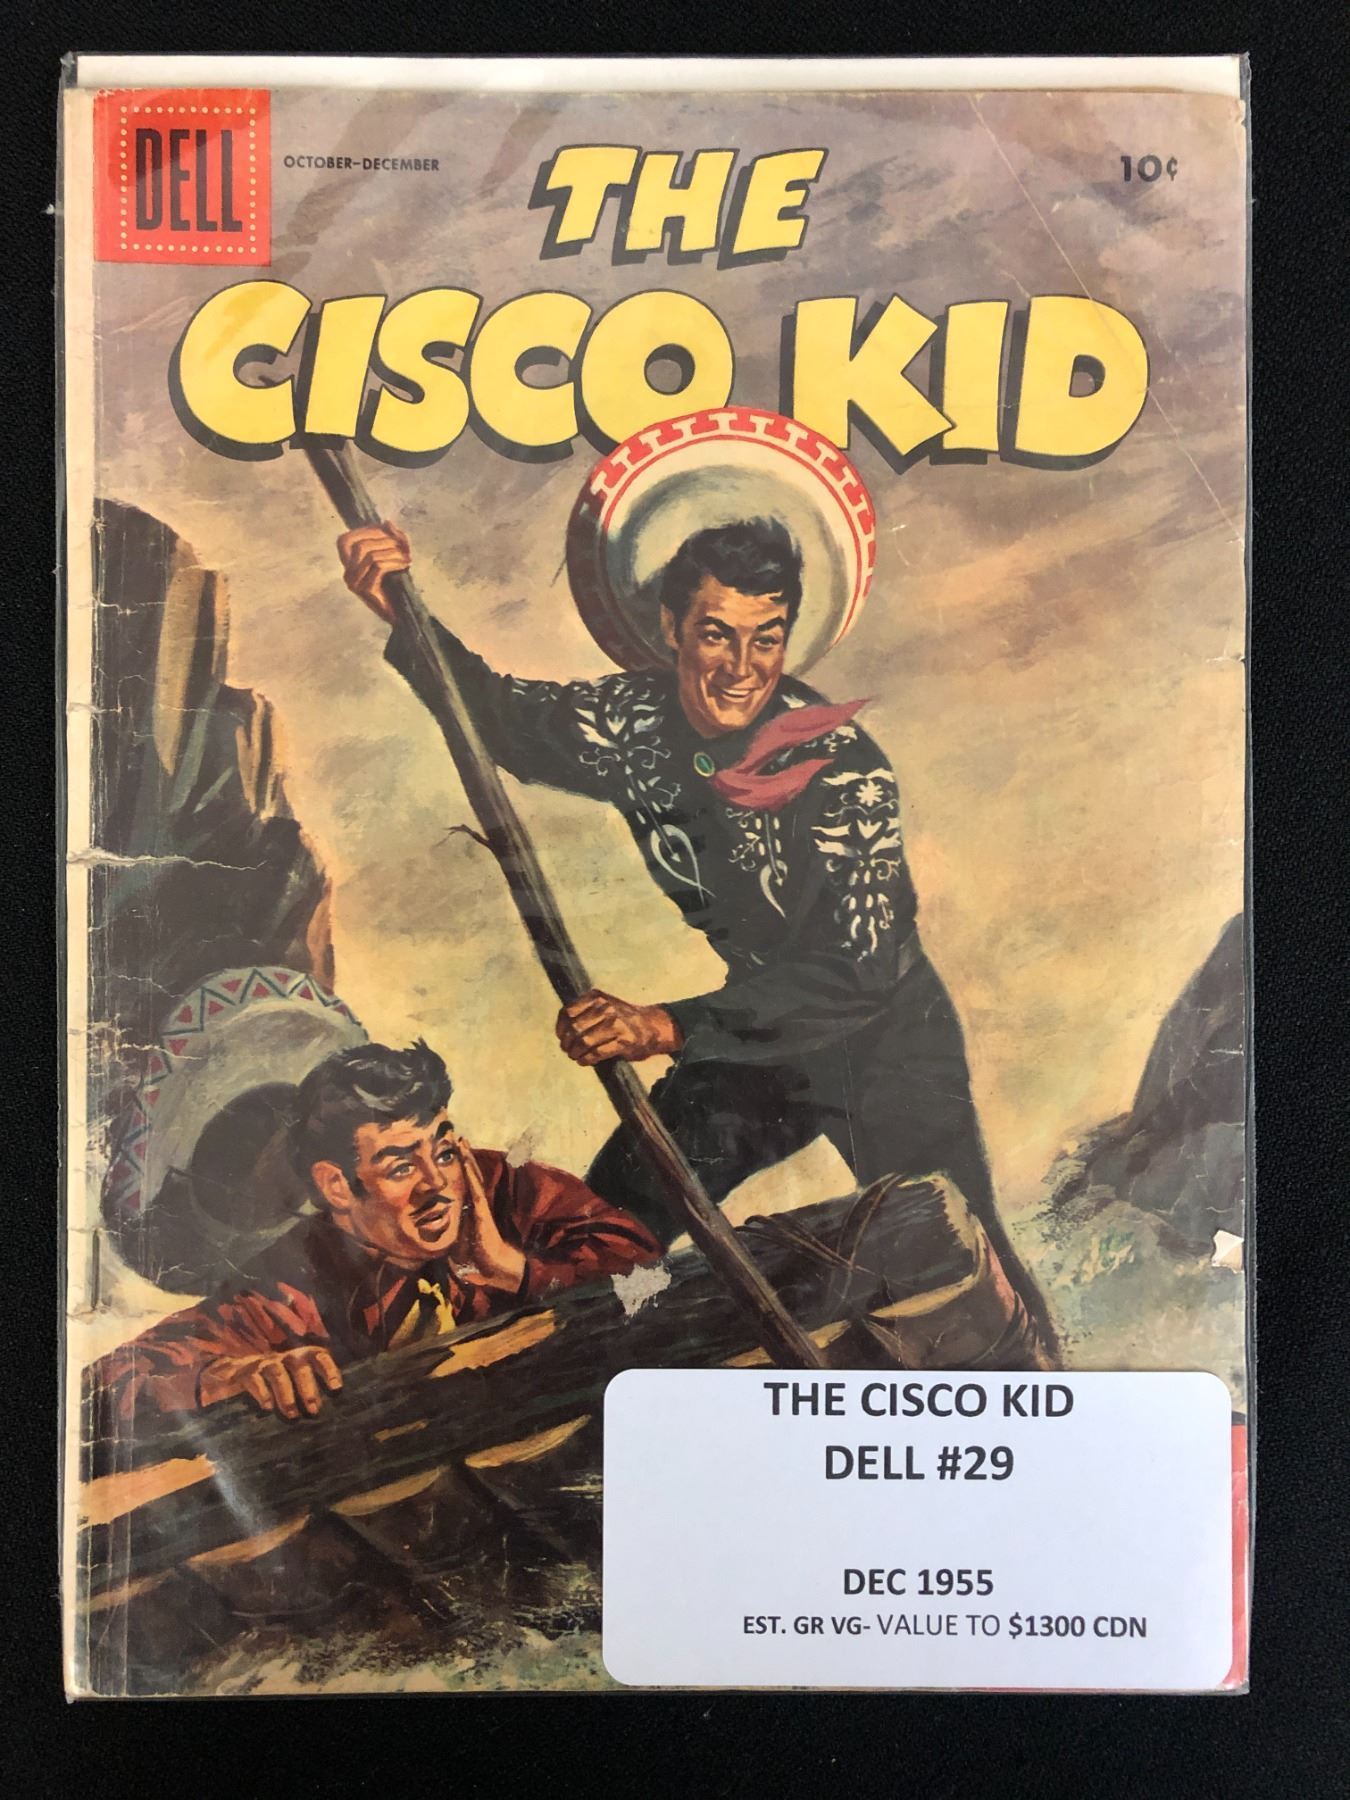 DELL
OCTOBER–DECEMBER
10¢
THE
CISCO KID
THE CISCO KID
DELL #29
DEC 1955
EST. GR VG- VALUE TO $1300 CDN